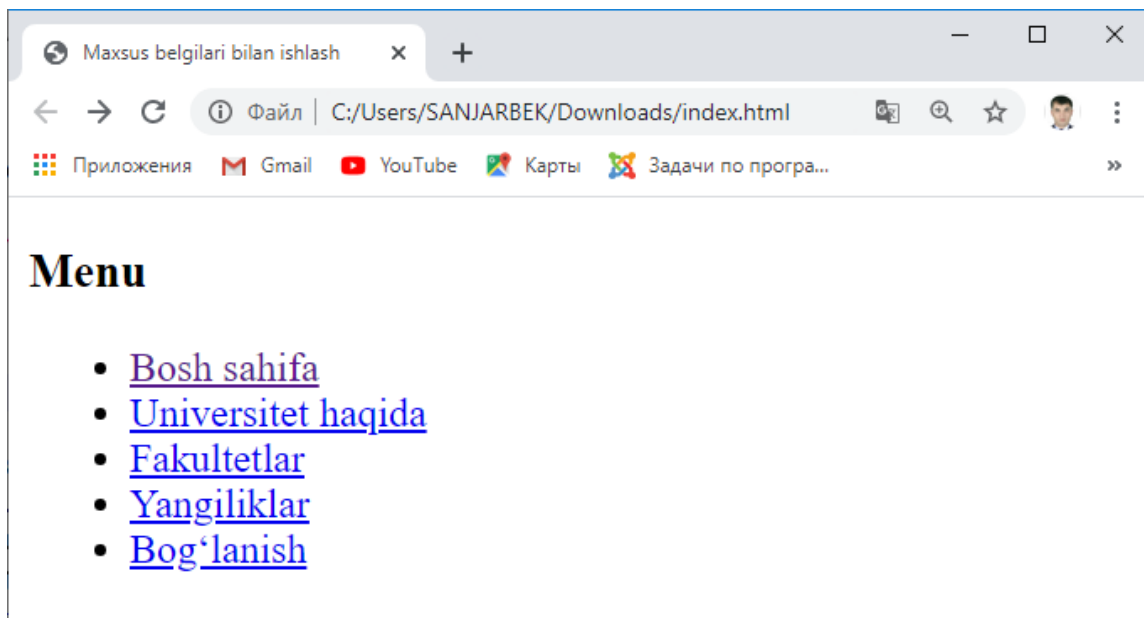 Maxsus belgilari bilan ishlash
Файл | C:/Users/SANJARBEK/Downloads/index.html
Приложения Gmail YouTube Карты Задачи по програ...
Menu
Bosh sahifa
Universitet haqida
Fakultetlar
Yangiliklar
Bog‘lanish